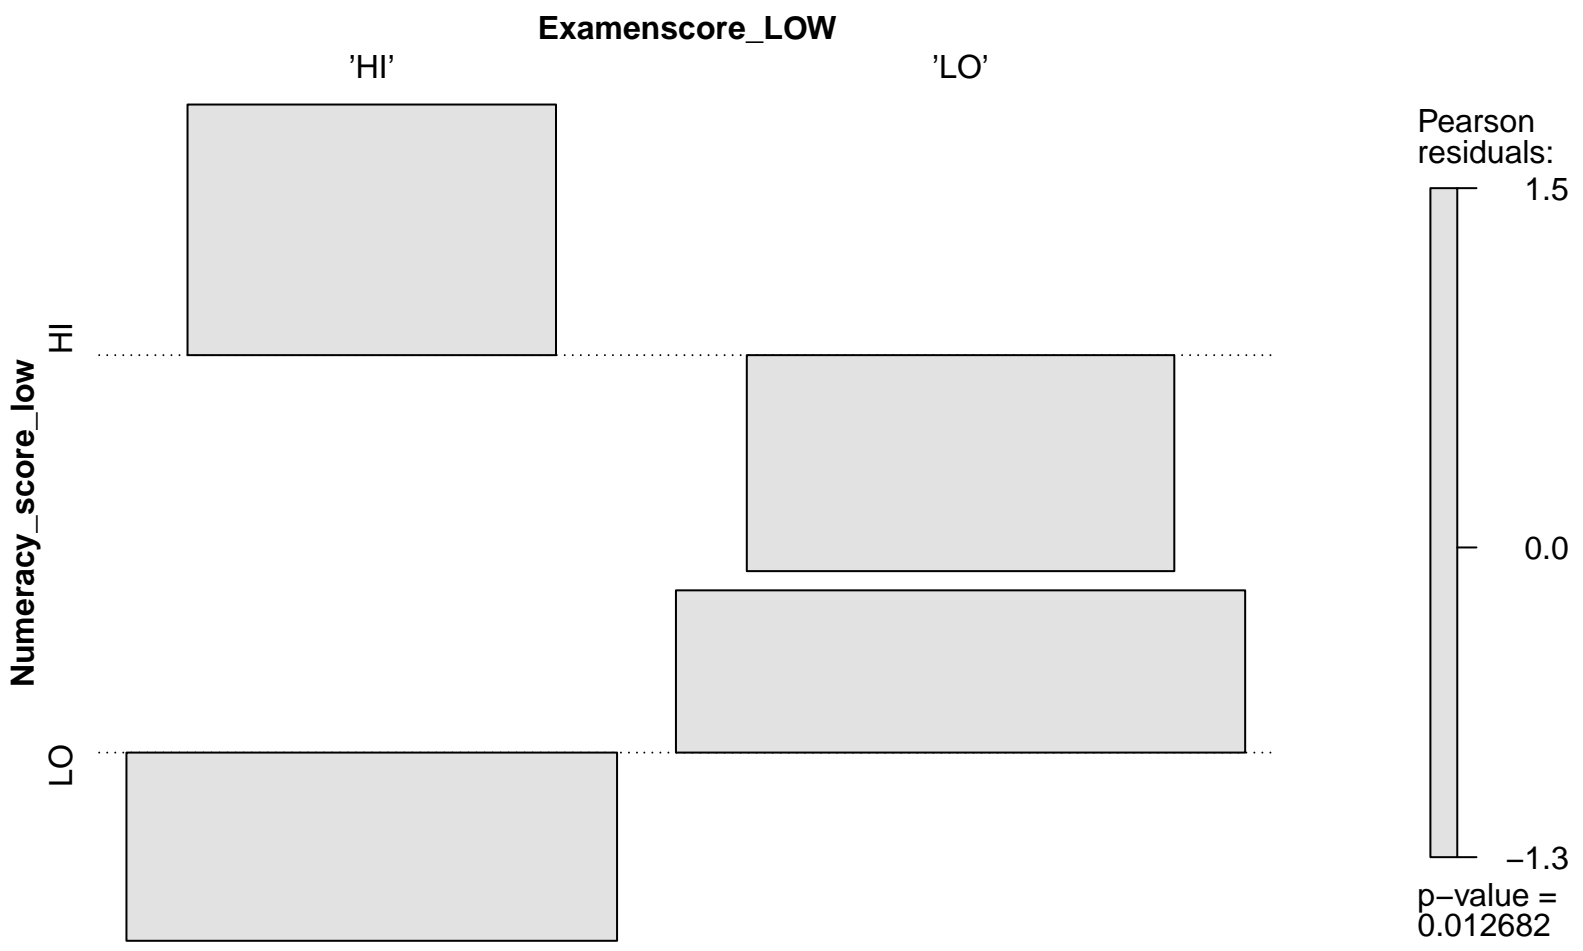 Examenscore_LOW
’HI’ ’LO’
Numeracy_score_low
HI
LO
Pearson
residuals:
1.5
0.0
−1.3
p−value =
0.012682